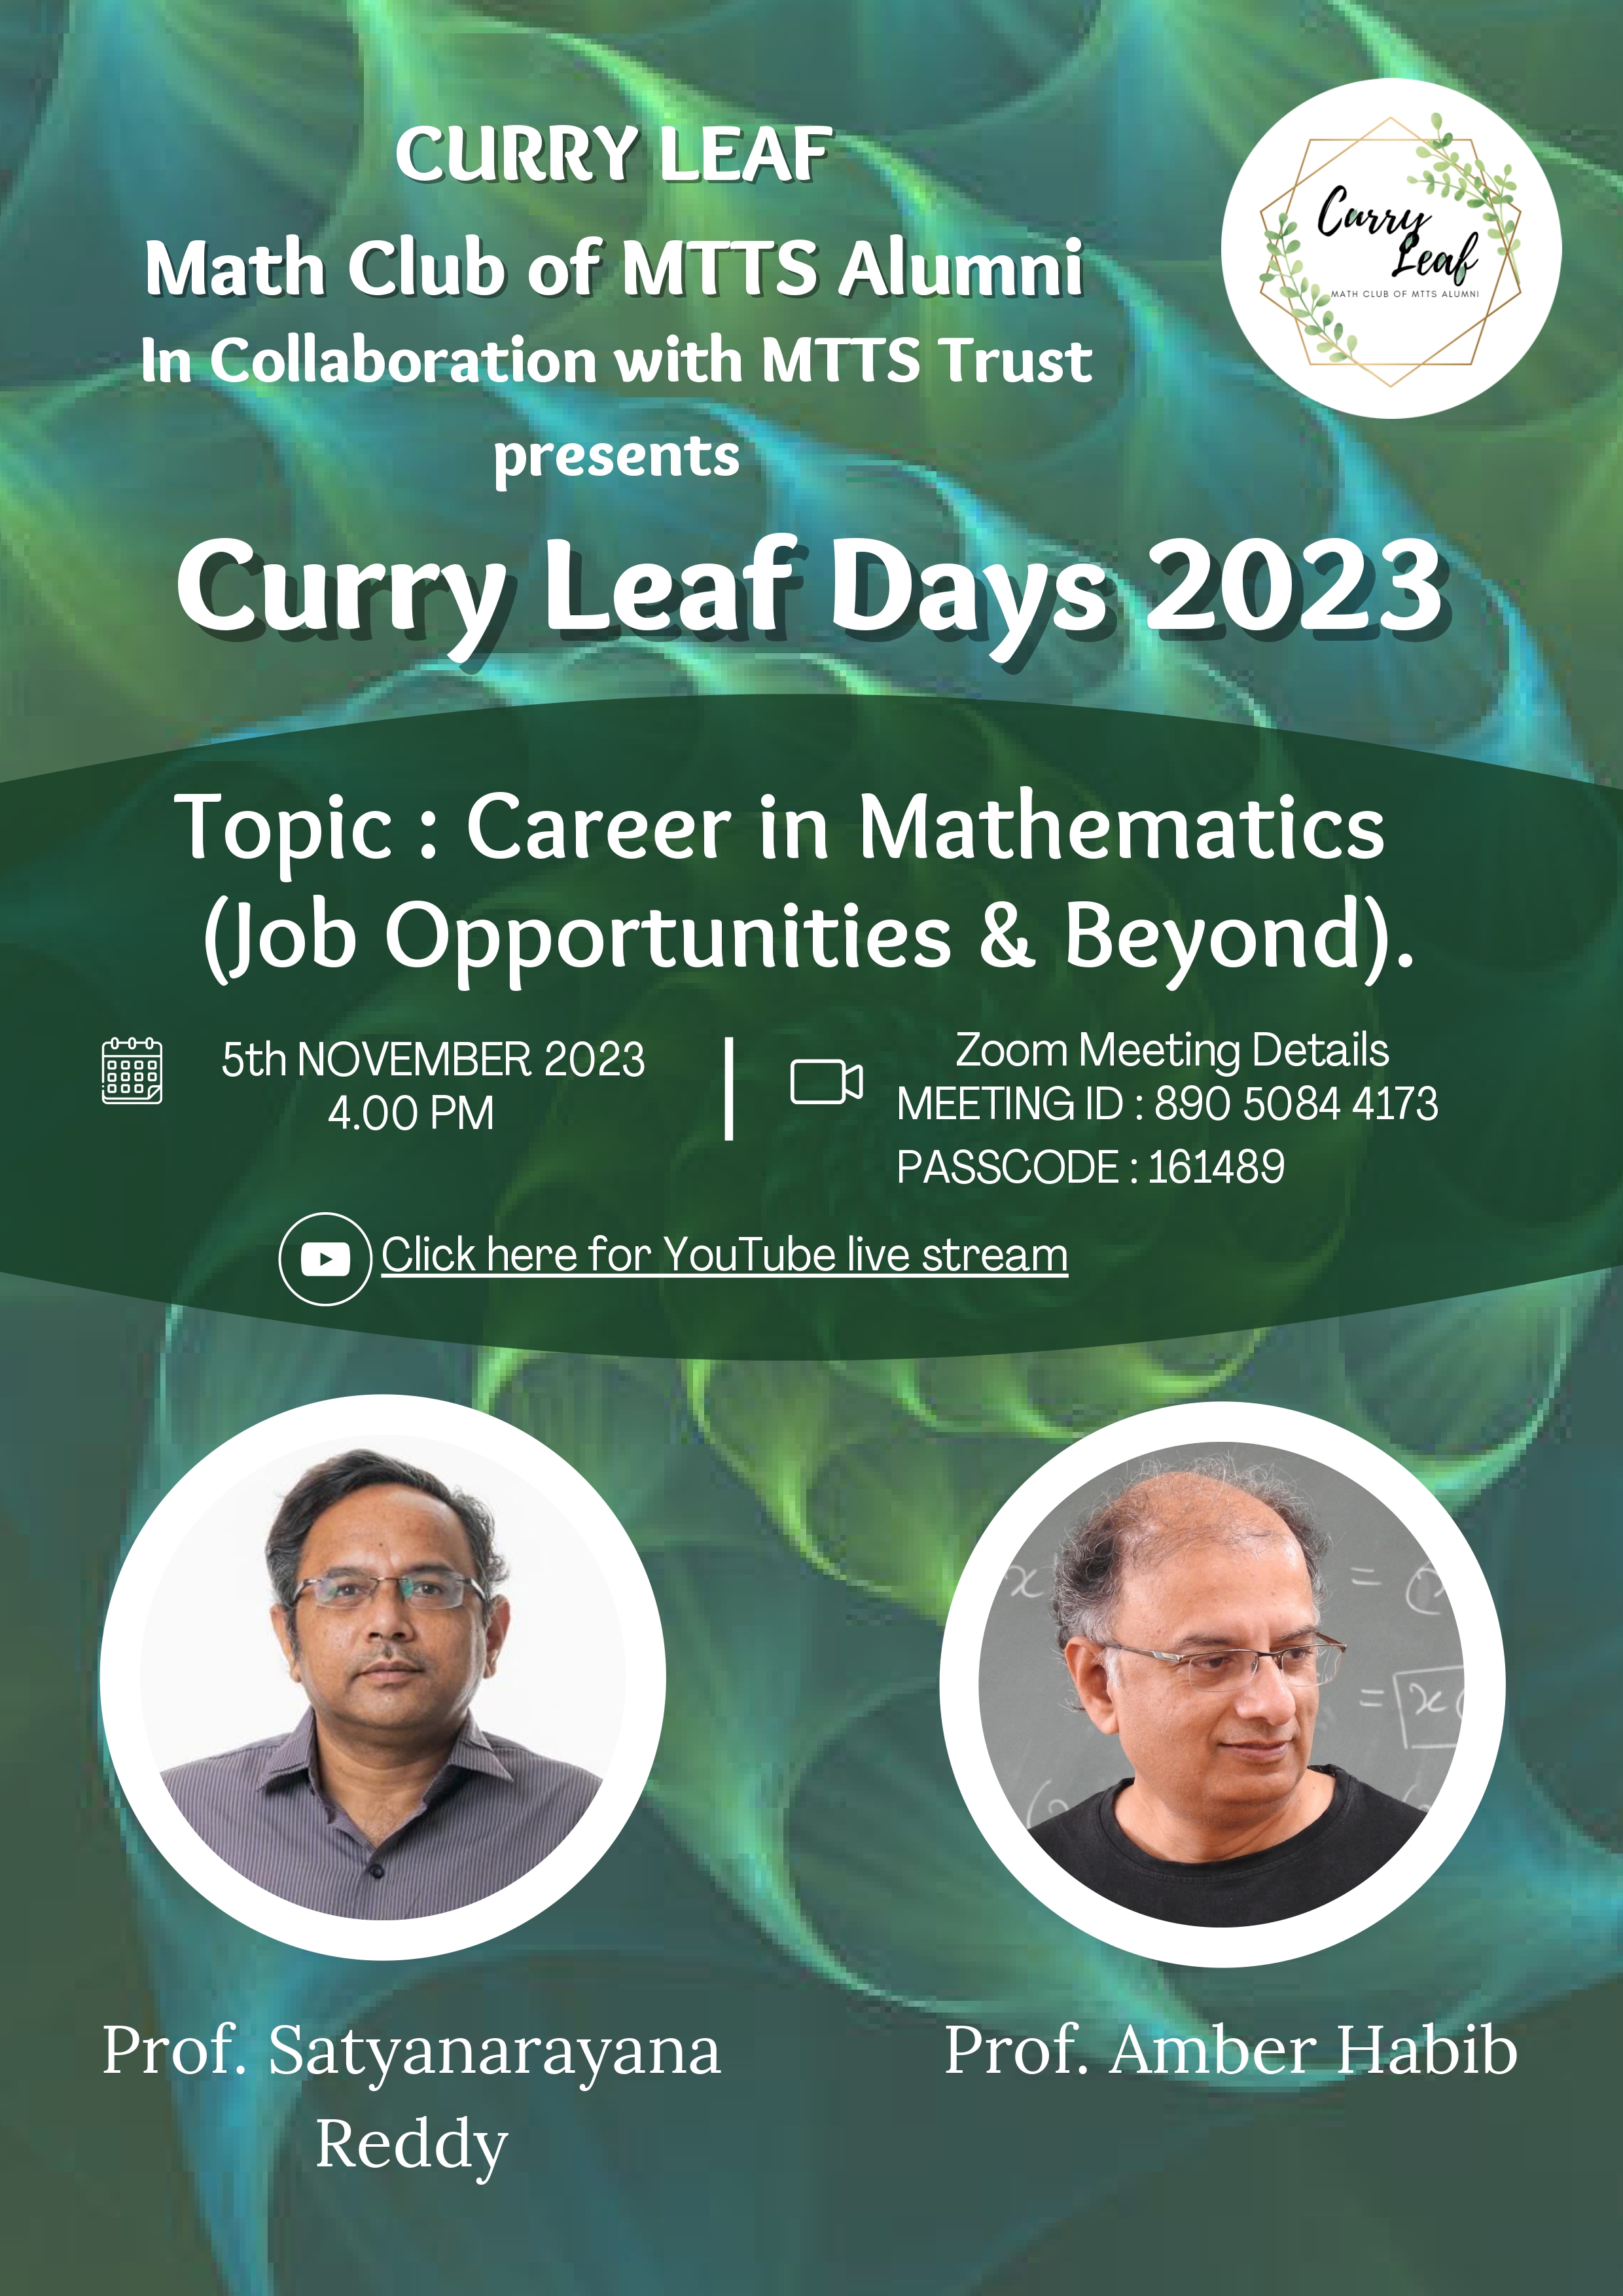 CURRY LEAF
Math Club of MTTS Alumni
In Collaboration with MTTS Trust
presents
Curry
Leaf
MATH CLUB OF MTTS ALUMNI
Curry Leaf Days 2023
Topic : Career in Mathematics
(Job Opportunities & Beyond).
5th NOVEMBER 2023
4.00 PM
Zoom Meeting Details
MEETING ID : 890 5084 4173
PASSCODE : 161489
Click here for YouTube live stream
Prof. Satyanarayana
Reddy
Prof. Amber Habib